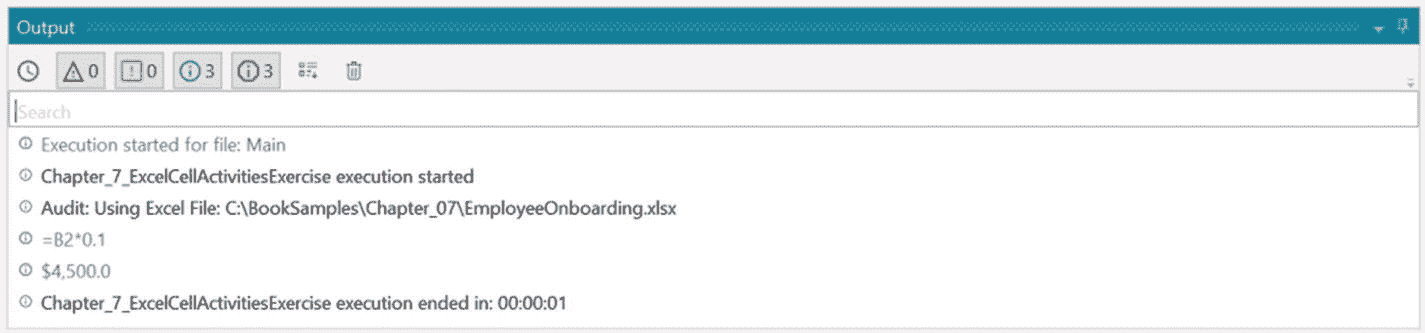 Output
0 0 3 3
Search
Execution started for file: Main
Chapter_7_ExcelCellActivitiesExercise execution started
Audit: Using Excel File: C:\BookSamples\Chapter_07\EmployeeOnboarding.xlsx
=B2*0.1
$4,500.0
Chapter_7_ExcelCellActivitiesExercise execution ended in: 00:00:01